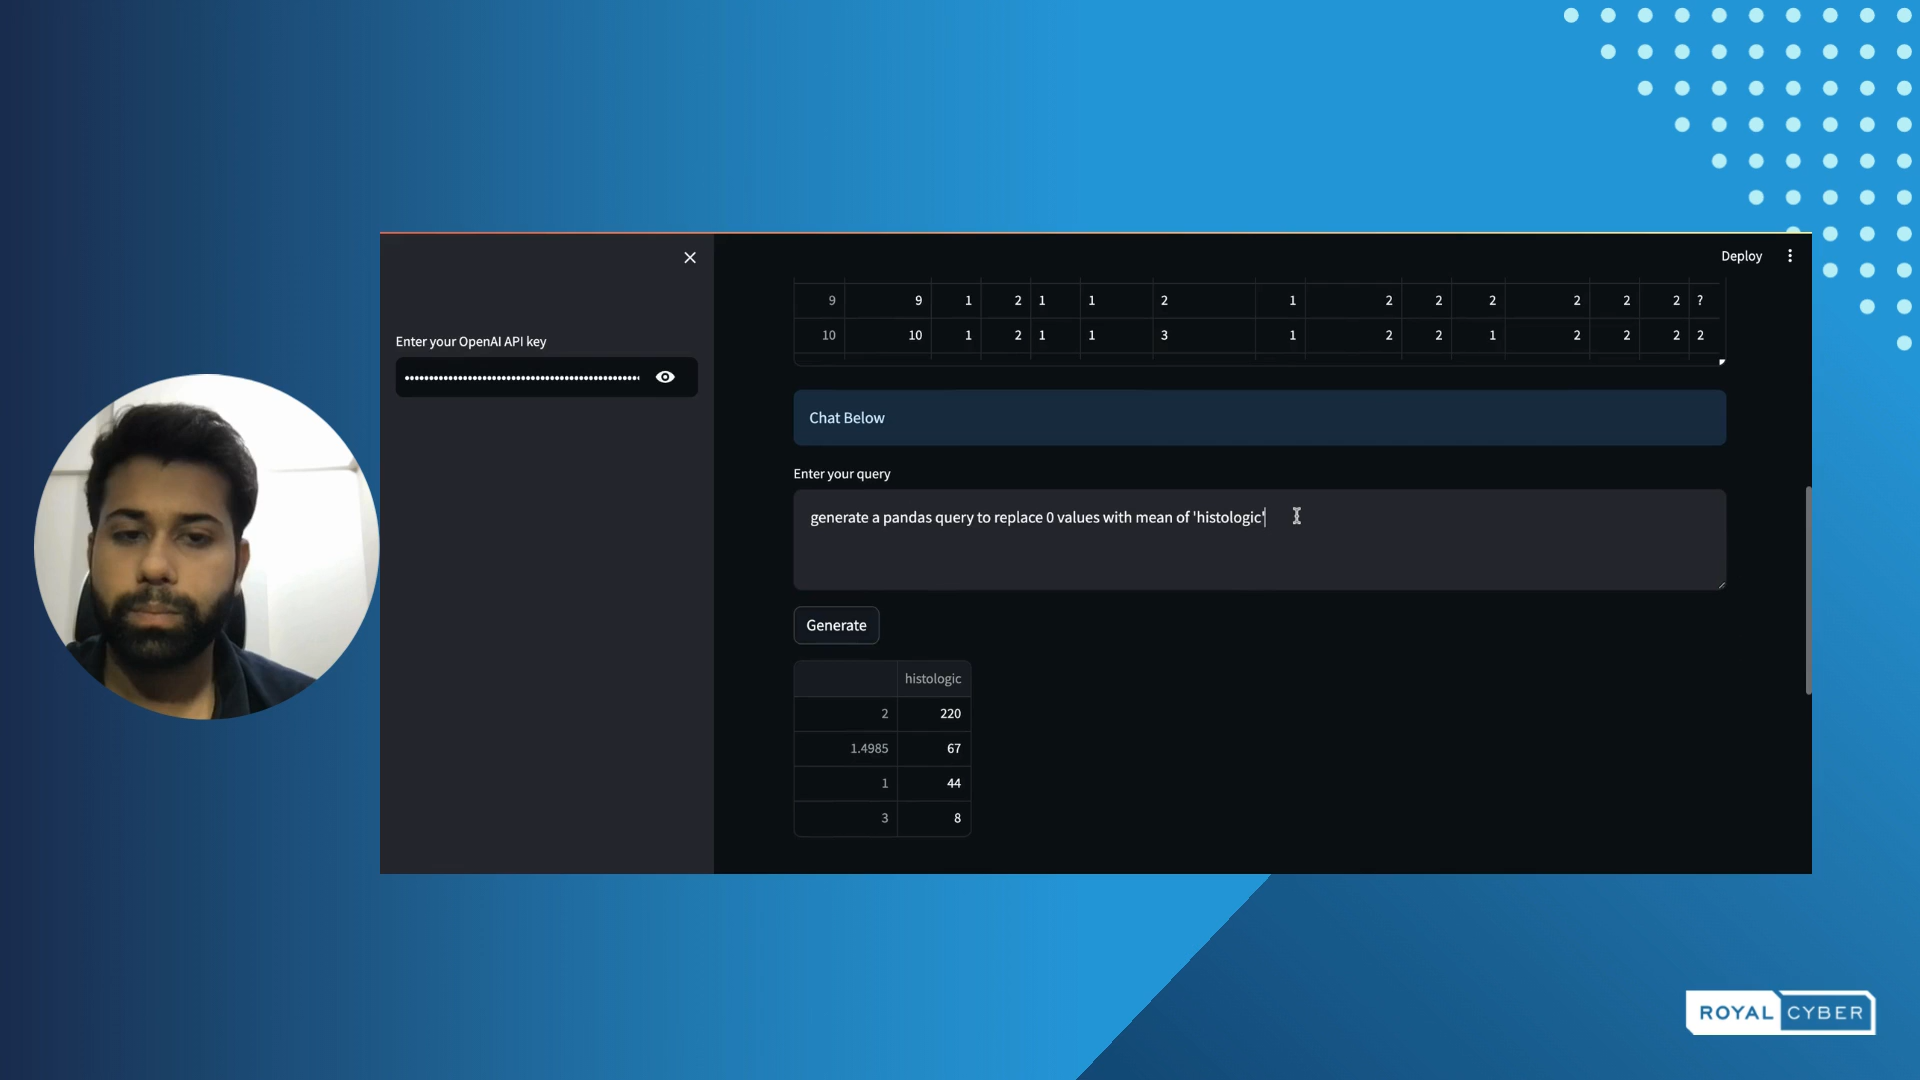 Deploy
Enter your OpenAI API key
9 9 1 2 1 1 2 1 2 2 2 2 2 2 ?
10 10 1 2 1 1 3 1 2 2 1 2 2 2 2
Chat Below
Enter your query
generate a pandas query to replace 0 values with mean of 'histologic'
Generate
histologic
2 220
1.4985 67
1 44
3 8
ROYAL CYBER